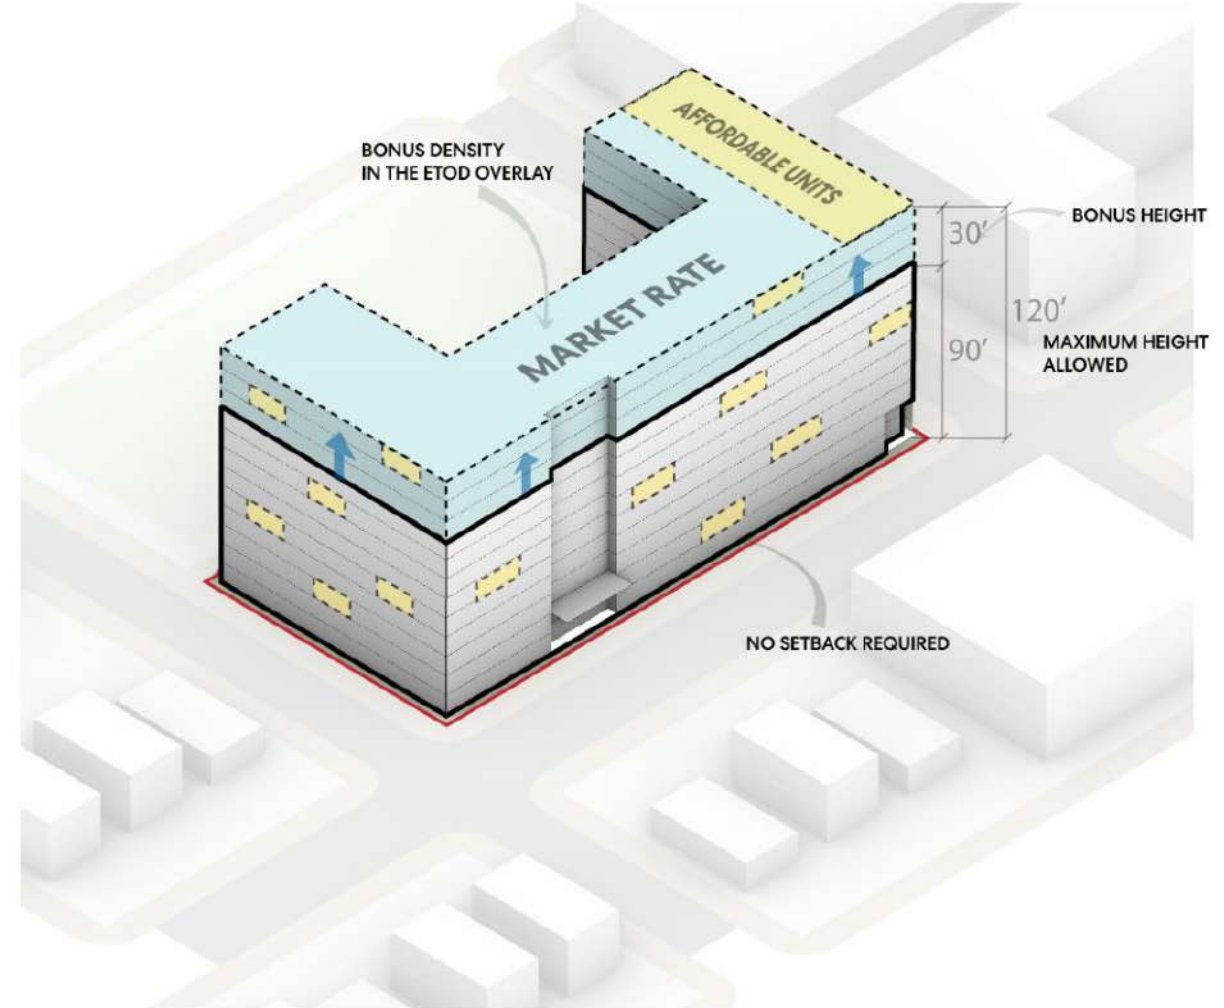 AFFORDABLE UNITS
BONUS DENSITY
IN THE ETOD OVERLAY
BONUS HEIGHT
30'
MARKET RATE
120'
MAXIMUM HEIGHT
ALLOWED
90'
NO SETBACK REQUIRED